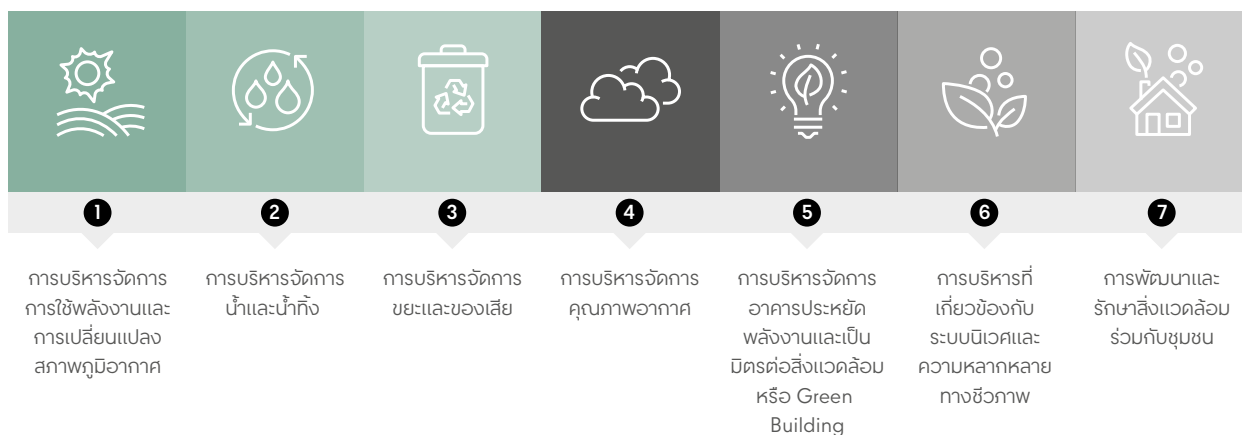 1
การบริหารจัดการ
การใช้พลังงานและ
การเปลี่ยนแปลง
สภาพภูมิอากาศ
2
การบริหารจัดการ
น้ำและน้ำทิ้ง
3
การบริหารจัดการ
ขยะและของเสีย
4
การบริหารจัดการ
คุณภาพอากาศ
5
การบริหารจัดการ
อาคารประหยัด
พลังงานและเป็น
มิตรต่อสิ่งแวดล้อม
หรือ Green
Building
6
การบริหารที่
เกี่ยวข้องกับ
ระบบนิเวศและ
ความหลากหลาย
ทางชีวภาพ
7
การพัฒนาและ
รักษาสิ่งแวดล้อม
ร่วมกับชุมชน